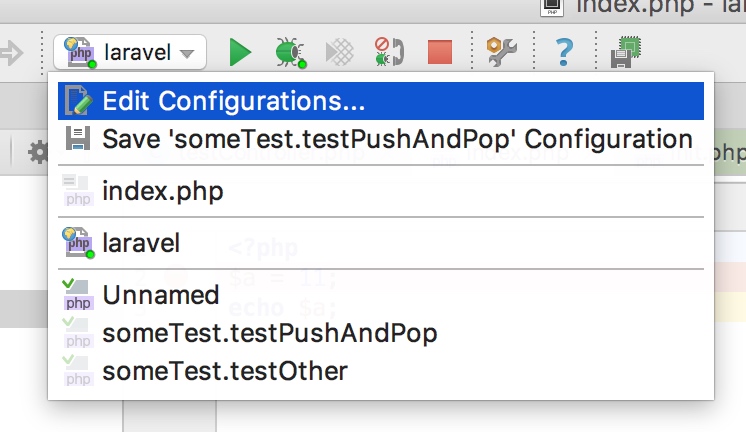 index.php - la
laravel
Edit Configurations...
Save 'someTest.testPushAndPop' Configuration
index.php
laravel
<?php
$a = 11;
Unnamed
echo $a;
someTest.testPushAndPop
someTest.testOther